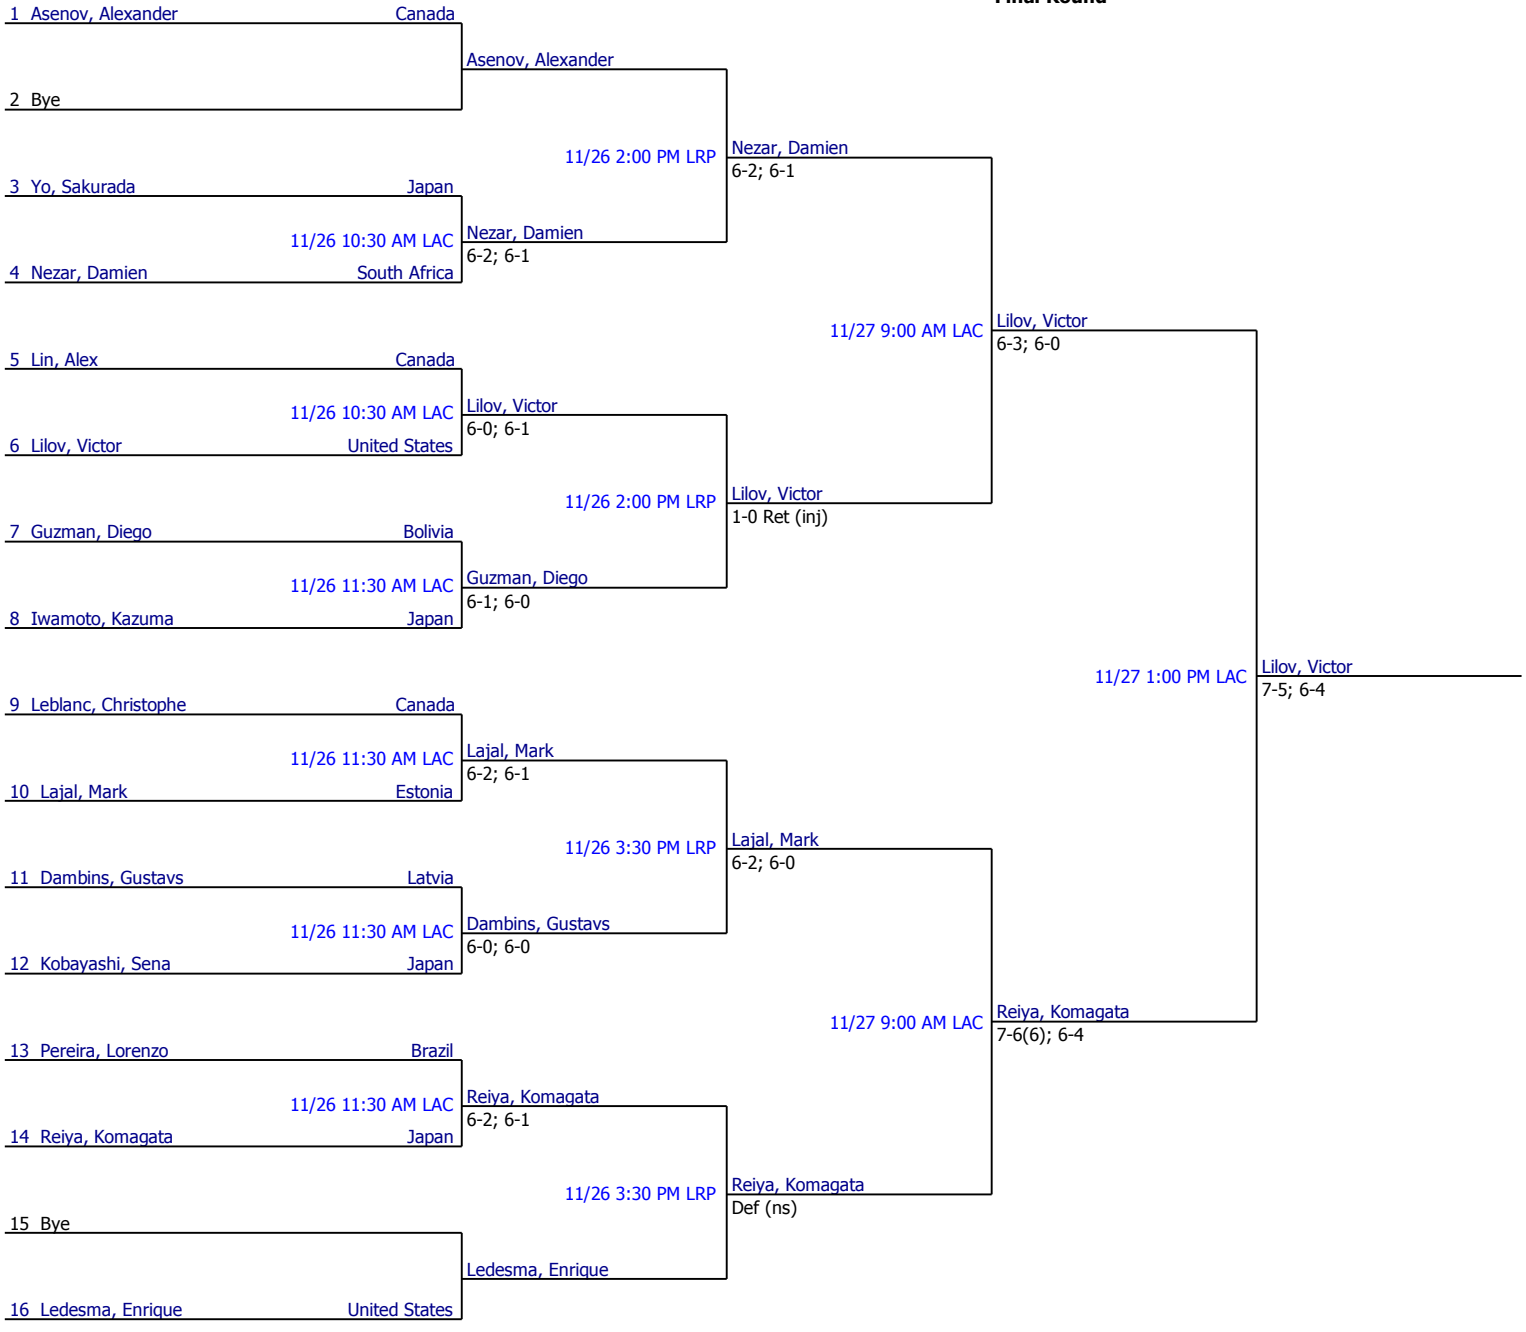 Final Round
1 Asenov, Alexander Canada
Asenov, Alexander
2 Bye
11/26 2:00 PM LRP Nezar, Damien
6-2; 6-1
3 Yo, Sakurada Japan
11/26 10:30 AM LAC Nezar, Damien
6-2; 6-1
4 Nezar, Damien South Africa
11/27 9:00 AM LAC Lilov, Victor
6-3; 6-0
5 Lin, Alex Canada
11/26 10:30 AM LAC Lilov, Victor
6-0; 6-1
6 Lilov, Victor United States
11/26 2:00 PM LRP Lilov, Victor
1-0 Ret (inj)
7 Guzman, Diego Bolivia
11/26 11:30 AM LAC Guzman, Diego
6-1; 6-0
8 Iwamoto, Kazuma Japan
11/27 1:00 PM LAC Lilov, Victor
7-5; 6-4
9 Leblanc, Christophe Canada
11/26 11:30 AM LAC Lajal, Mark
6-2; 6-1
10 Lajal, Mark Estonia
11/26 3:30 PM LRP Lajal, Mark
6-2; 6-0
11 Dambins, Gustavs Latvia
11/26 11:30 AM LAC Dambins, Gustavs
6-0; 6-0
12 Kobayashi, Sena Japan
11/27 9:00 AM LAC Reiya, Komagata
7-6(6); 6-4
13 Pereira, Lorenzo Brazil
11/26 11:30 AM LAC Reiya, Komagata
6-2; 6-1
14 Reiya, Komagata Japan
11/26 3:30 PM LRP Reiya, Komagata
Def (ns)
15 Bye
Ledesma, Enrique
16 Ledesma, Enrique United States